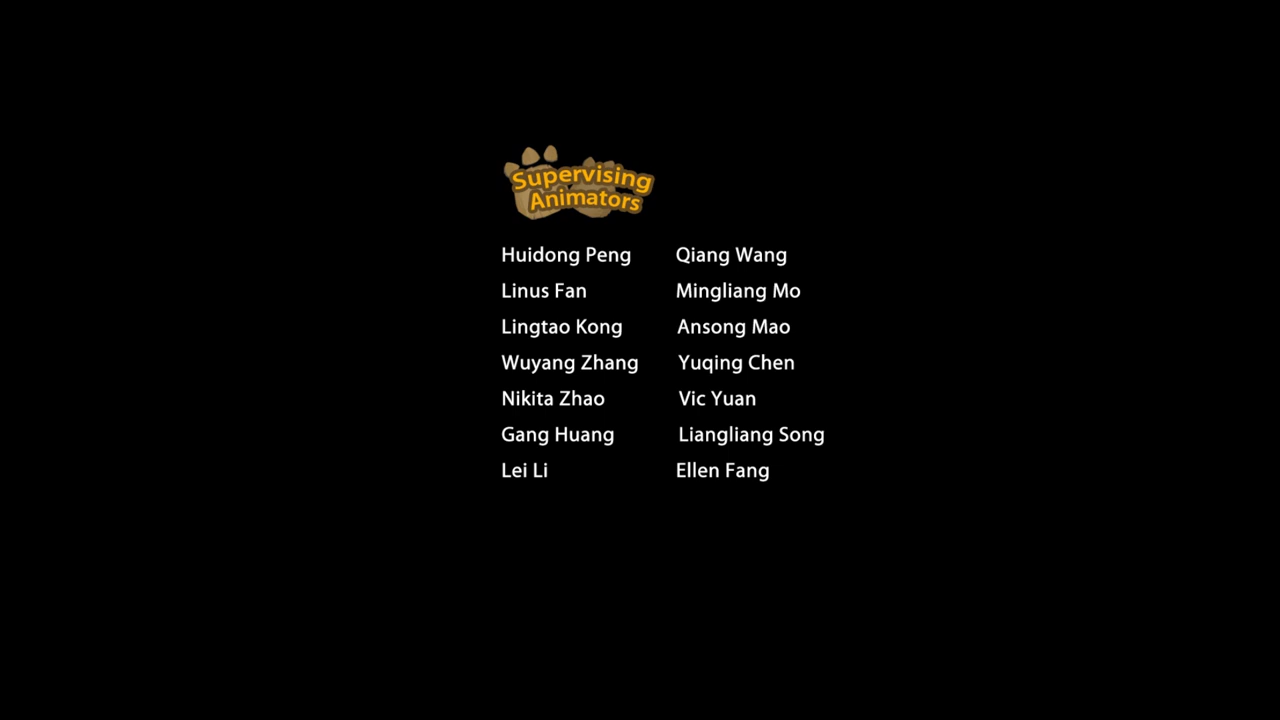 Supervising
Animators
Huidong Peng Qiang Wang
Linus Fan Mingliang Mo
Lingtao Kong Ansong Mao
Wuyang Zhang Yuqing Chen
Nikita Zhao Vic Yuan
Gang Huang Liangliang Song
Lei Li Ellen Fang